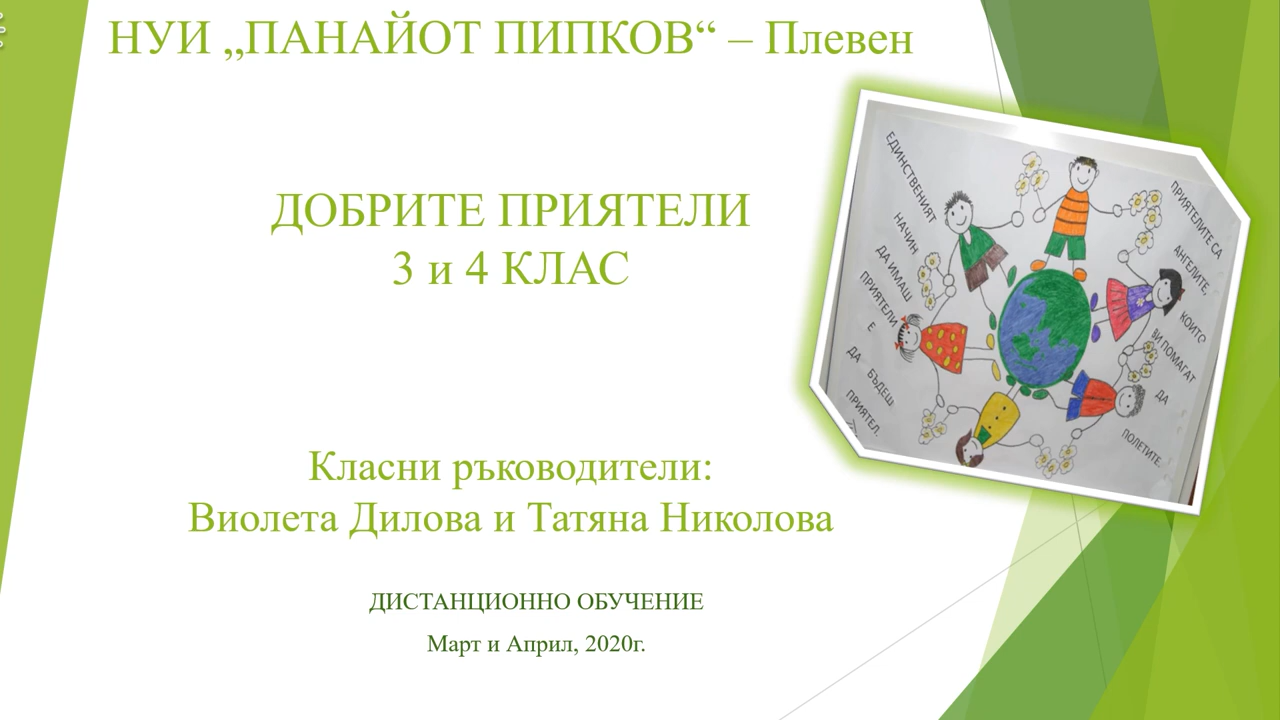 НУИ „ПАНАЙОТ ПИПКОВ“ – Плевен
ДОБРИТЕ ПРИЯТЕЛИ
3 и 4 КЛАС
Класни ръководители:
Виолета Дилова и Татяна Николова
ДИСТАНЦИОННО ОБУЧЕНИЕ
Март и Април, 2020г.
ЕДИНСТВЕНИЯТ
НАЧИН
ДА ИМАШ
ПРИЯТЕЛИ
Е
ДА
БЪДЕШ
ПРИЯТЕЛ.
ПРИЯТЕЛИТЕ СА
АНГЕЛИТЕ,
КОИТО
ВИ ПОМАГАТ
ДА
ПОЛЕТИТЕ.